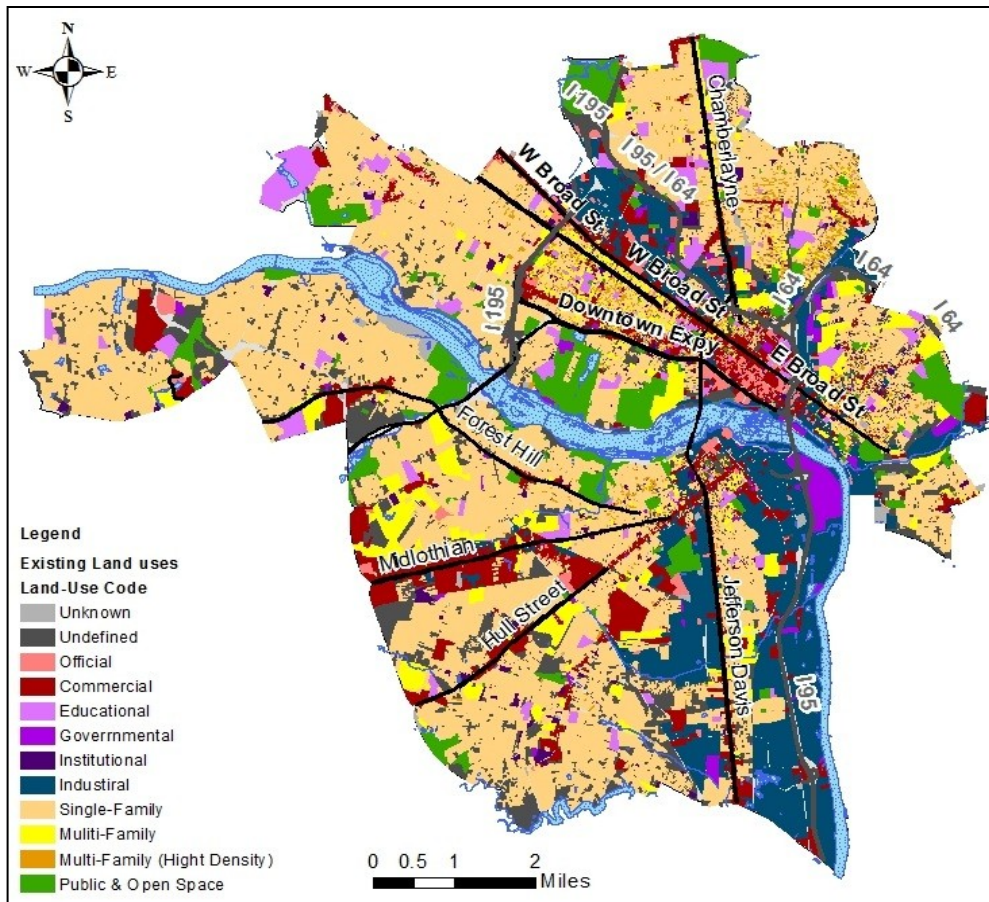 N
W E
S
I 195
I 95 / I 64
Chamberlayne
W Broad St
W Broad St
I 64
I 64
I 64
I 195
Downtown Expy
E Broad St
Forest Hill
Midlothian
Hull Street
Jefferson Davis
I 95
Legend
Existing Land uses
Land-Use Code
Unknown
Undefined
Official
Commercial
Educational
Goverrnmental
Institutional
Industiral
Single-Family
Muliti-Family
Multi-Family (Hight Density)
Public & Open Space
0 0.5 1 2
Miles